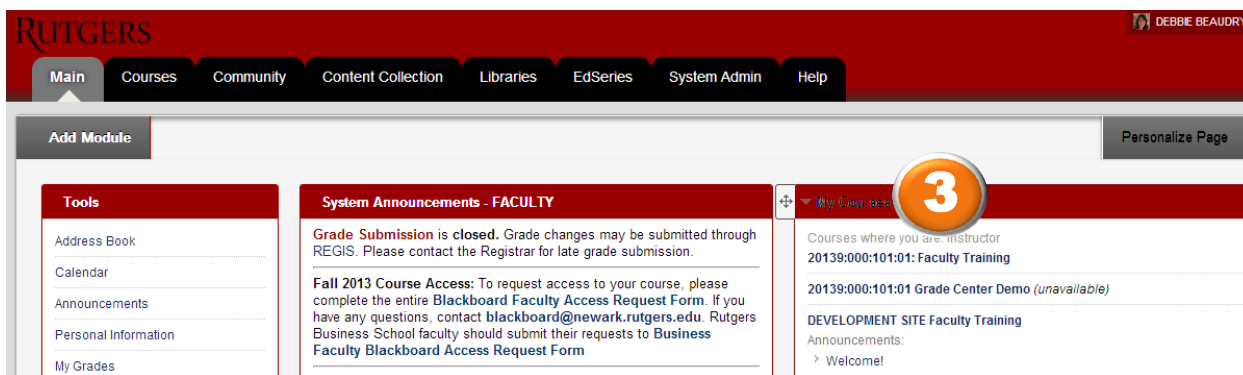 RUTGERS
DEBBIE BEAUDRY
Main Courses Community Content Collection Libraries EdSeries System Admin Help
Add Module
Personalize Page
Tools
Address Book
Calendar
Announcements
Personal Information
My Grades
System Announcements - FACULTY
Grade Submission is closed. Grade changes may be submitted through
REGIS. Please contact the Registrar for late grade submission.
Fall 2013 Course Access: To request access to your course, please
complete the entire Blackboard Faculty Access Request Form. If you
have any questions, contact blackboard@newark.rutgers.edu. Rutgers
Business School faculty should submit their requests to Business
Faculty Blackboard Access Request Form
My Courses
3
Courses where you are: Instructor
20139:000:101:01: Faculty Training
20139:000:101:01 Grade Center Demo (unavailable)
DEVELOPMENT SITE Faculty Training
Announcements:
Welcome!